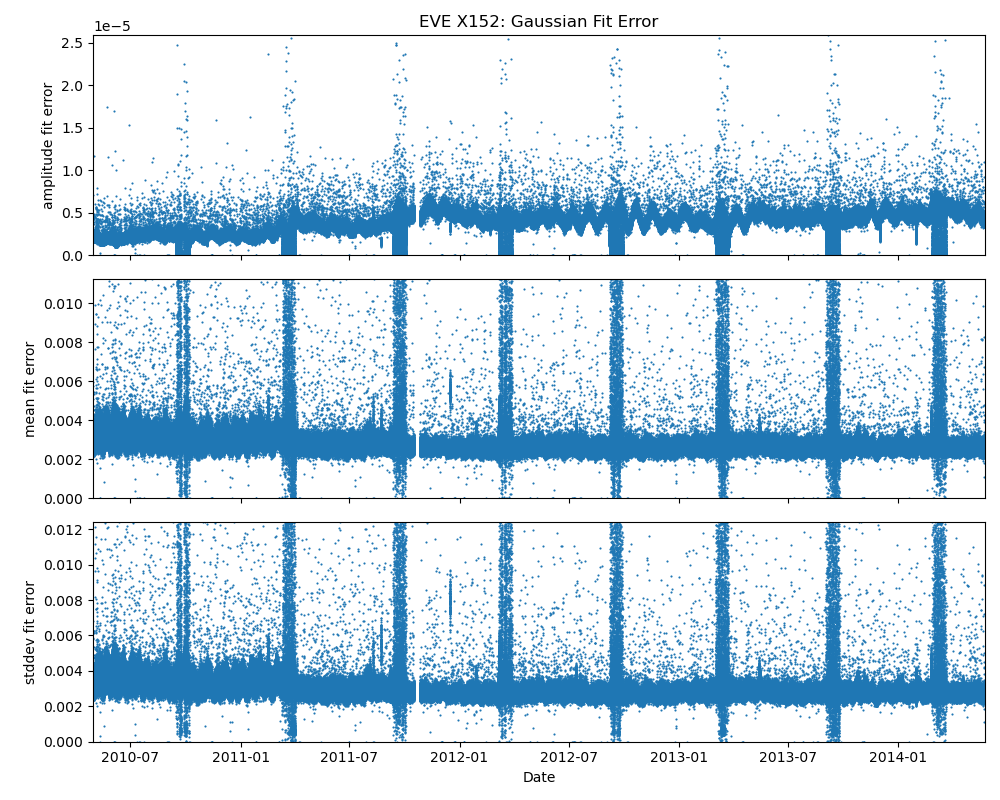 EVE X152: Gaussian Fit Error
1e−5
2.5
2.0
1.5
1.0
0.5
0.0
amplitude fit error
0.010
0.008
0.006
0.004
0.002
0.000
mean fit error
0.012
0.010
0.008
0.006
0.004
0.002
0.000
stddev fit error
2010-07 2011-01 2011-07 2012-01 2012-07 2013-01 2013-07 2014-01
Date